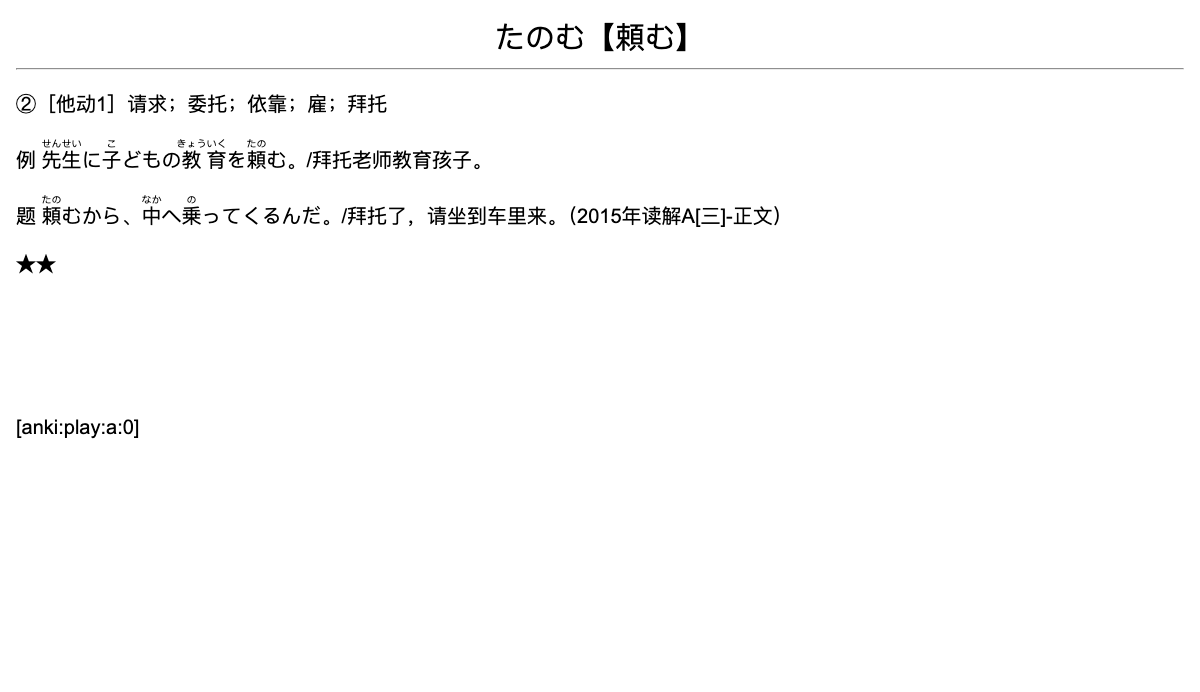 たのむ【頼む】
②［他动1］请求；委托；依靠；雇；拜托
せんせい こ きょういく たの
例 先生に子どもの教育を頼む。/拜托老师教育孩子。
たの なか の
题 頼むから、中へ乗ってくるんだ。/拜托了，请坐到车里来。（2015年读解A[三]-正文）
★★
[anki:play:a:0]